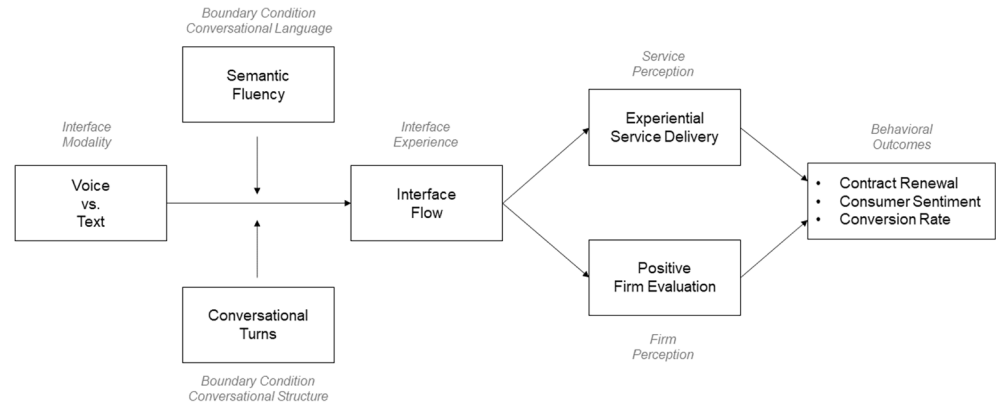 Boundary Condition
Conversational Language
Semantic
Fluency
Interface
Modality
Voice
vs.
Text
Conversational
Turns
Boundary Condition
Conversational Structure
Interface
Experience
Interface
Flow
Service
Perception
Experiential
Service Delivery
Positive
Firm Evaluation
Firm
Perception
Behavioral
Outcomes
• Contract Renewal
• Consumer Sentiment
• Conversion Rate